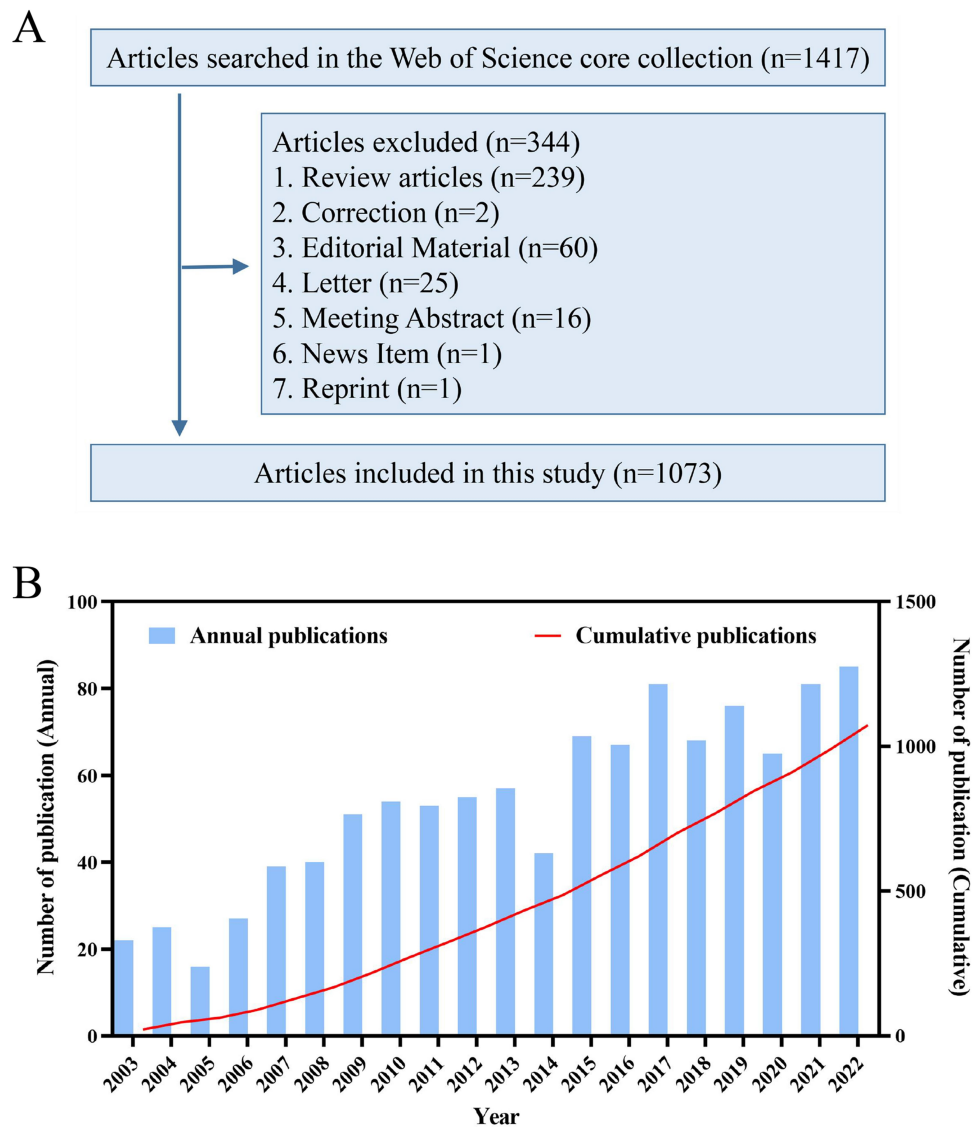 A
Articles searched in the Web of Science core collection (n=1417)
Articles excluded (n=344)
1. Review articles (n=239)
2. Correction (n=2)
3. Editorial Material (n=60)
4. Letter (n=25)
5. Meeting Abstract (n=16)
6. News Item (n=1)
7. Reprint (n=1)
Articles included in this study (n=1073)
B
Number of publication (Annual)
100
80
60
40
20
0
Annual publications
Cumulative publications
1500
1000
500
0
Number of publication (Cumulative)
2003
2004
2005
2006
2007
2008
2009
2010
2011
2012
2013
2014
2015
2016
2017
2018
2019
2020
2021
2022
Year